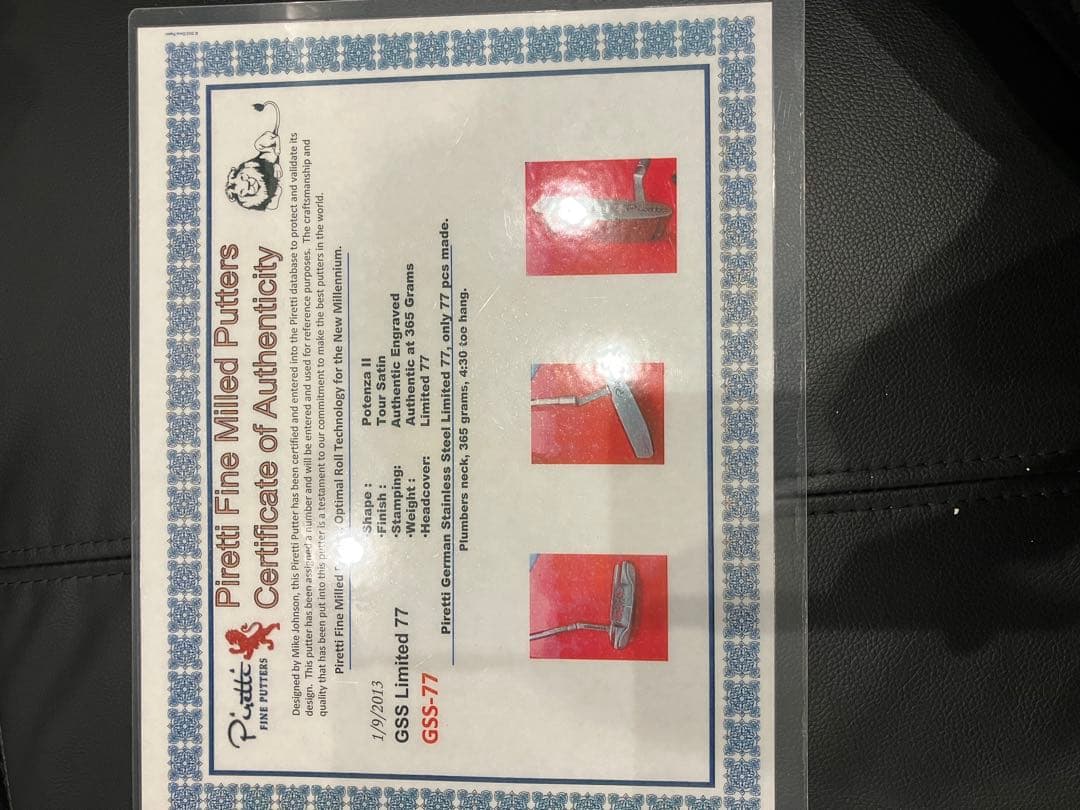 Piretti
FINE PUTTERS
Piretti Fine Milled Putters
Certificate of Authenticity
Designed by Mike Johnson, this Piretti Putter has been certified and entered into the Piretti database to protect and validate its
design. This putter has been assigned a number and will be entered and used for reference purposes. The craftsmanship and
quality that has been put into this putter is a testament to our commitment to make the best putters in the world.
Piretti Fine Milled Optimal Roll Technology for the New Millennium.
1/9/2013
GSS Limited 77
GSS-77
•Shape : Potenza II
•Finish : Tour Satin
•Stamping: Authentic Engraved
•Weight : Authentic at 365 Grams
•Headcover: Limited 77
Piretti German Stainless Steel Limited 77, only 77 pcs made.
Plumbers neck, 365 grams, 4:30 toe hang.
Piretti